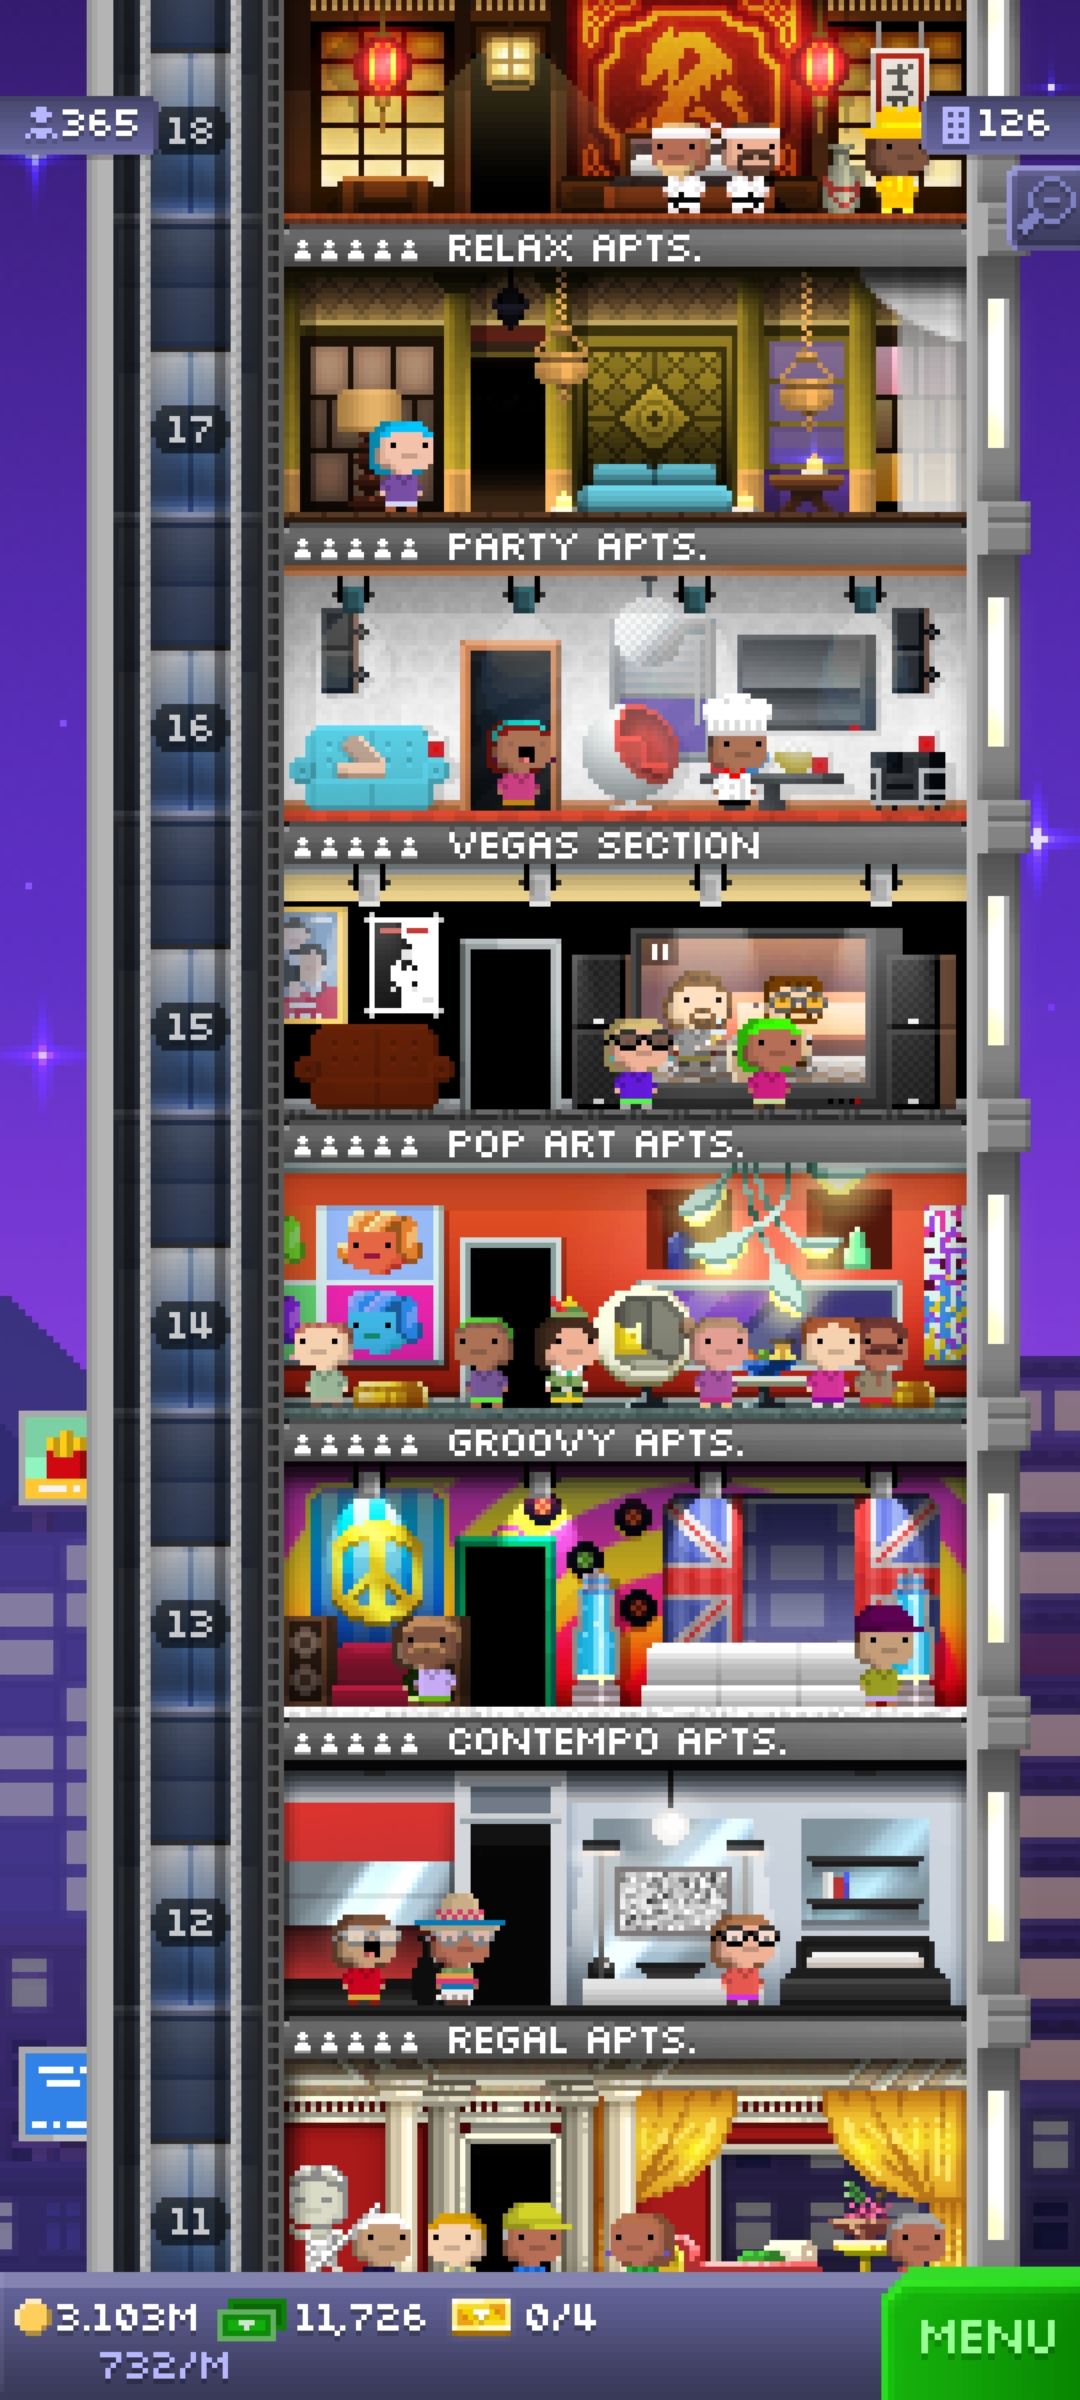 365
18
126
RELAX APTS.
17
PARTY APTS.
16
VEGAS SECTION
15
POP ART APTS.
14
GROOVY APTS.
13
CONTEMPO APTS.
12
REGAL APTS.
11
3.103M 11,726 0/4
732/M
MENU